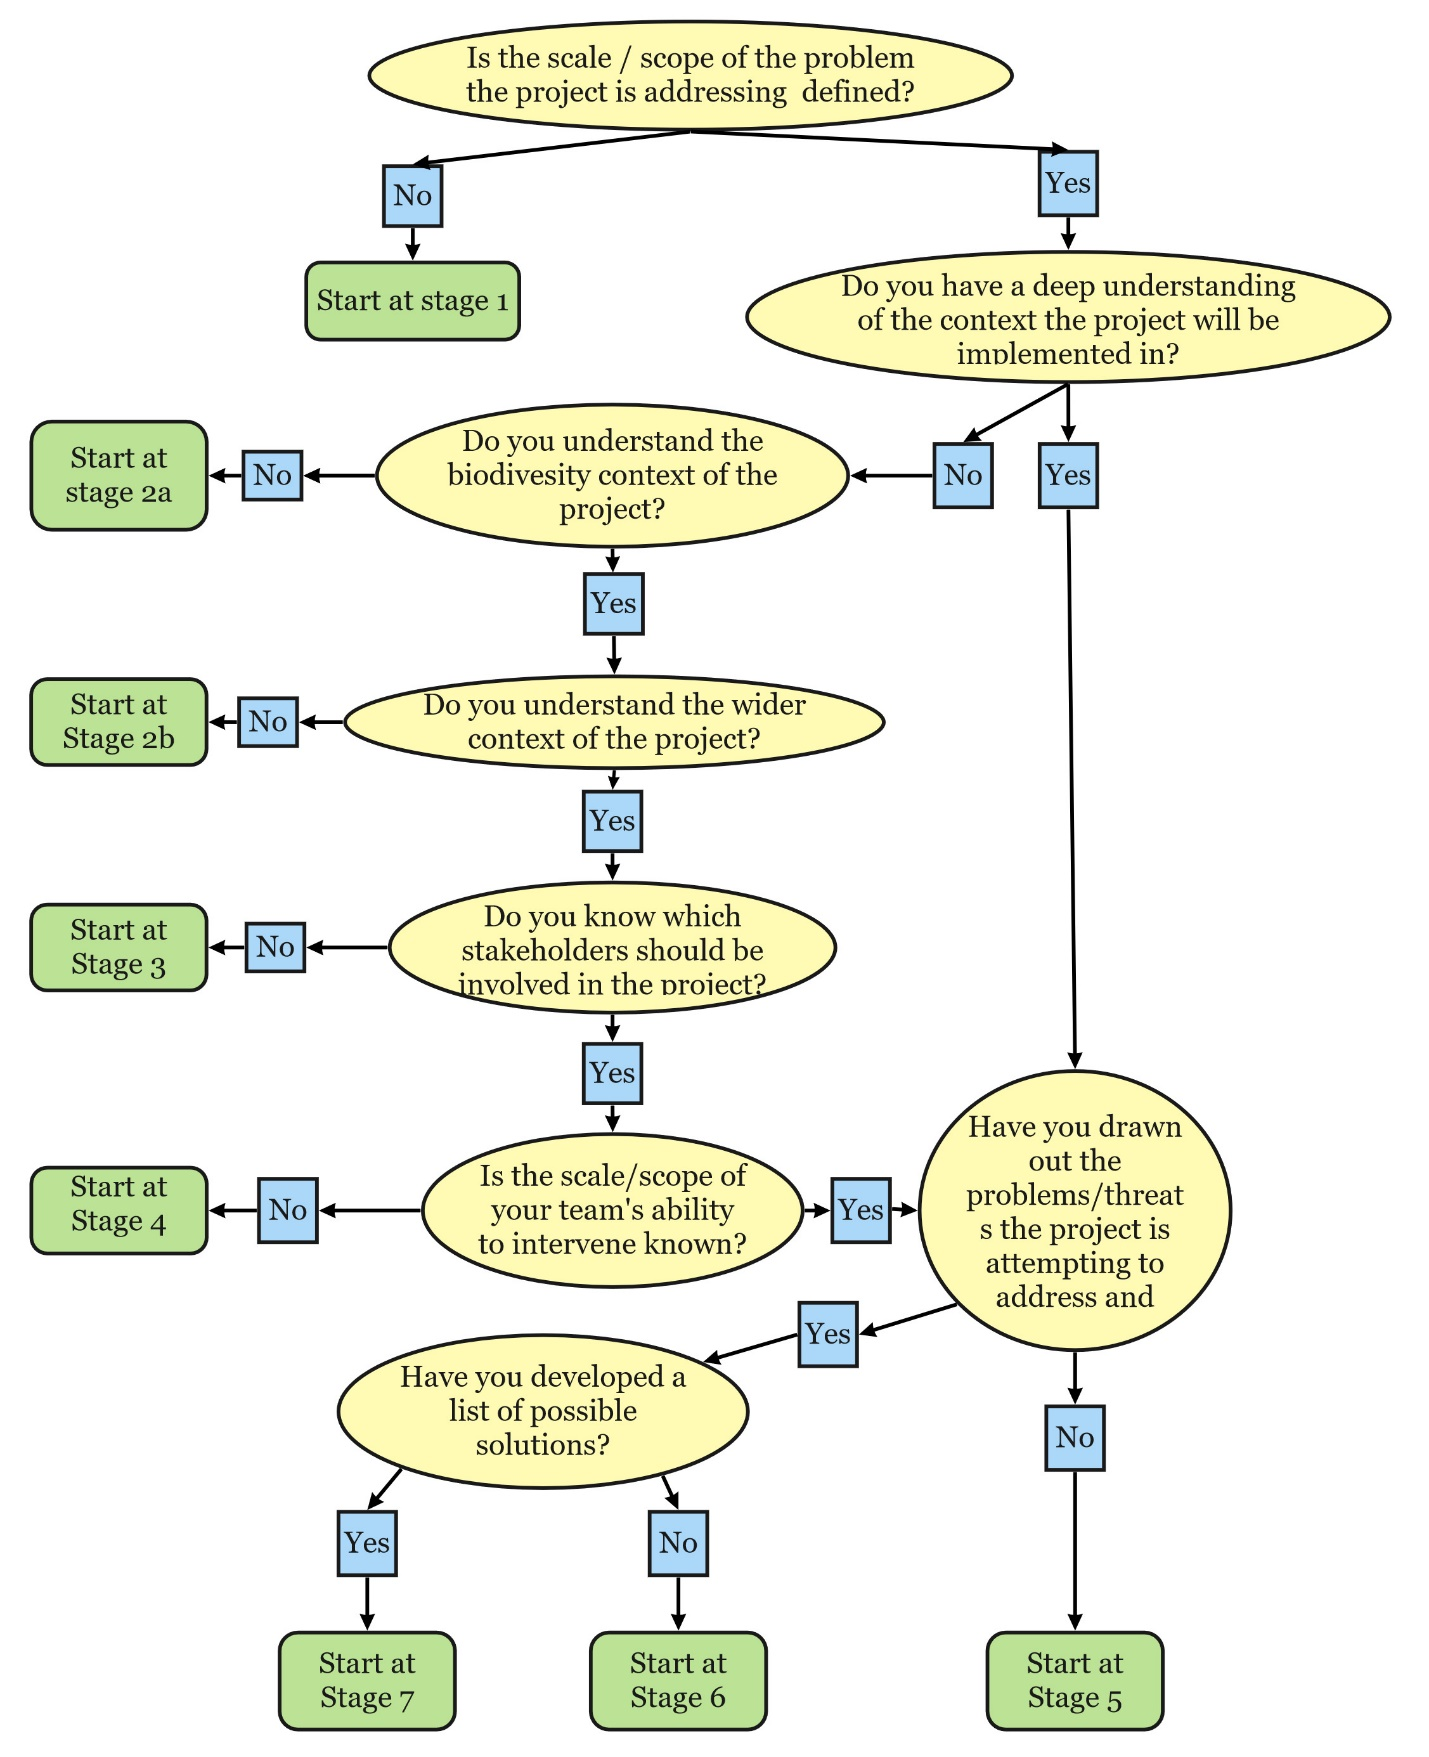 Is the scale / scope of the problem
the project is addressing  defined?
No
Yes
Start at stage 1
Do you have a deep understanding
of the context the project will be
implemented in?
Start at
stage 2a
No
Do you understand the
biodivesity context of the
project?
No
Yes
Yes
Start at
Stage 2b
No
Do you understand the wider
context of the project?
Yes
Start at
Stage 3
No
Do you know which
stakeholders should be
involved in the project?
Yes
Start at
Stage 4
No
Is the scale/scope of
your team's ability
to intervene known?
Yes
Have you drawn
out the
problems/threat
s the project is
attempting to
address and
Yes
Have you developed a
list of possible
solutions?
No
Yes
No
Start at
Stage 7
Start at
Stage 6
Start at
Stage 5